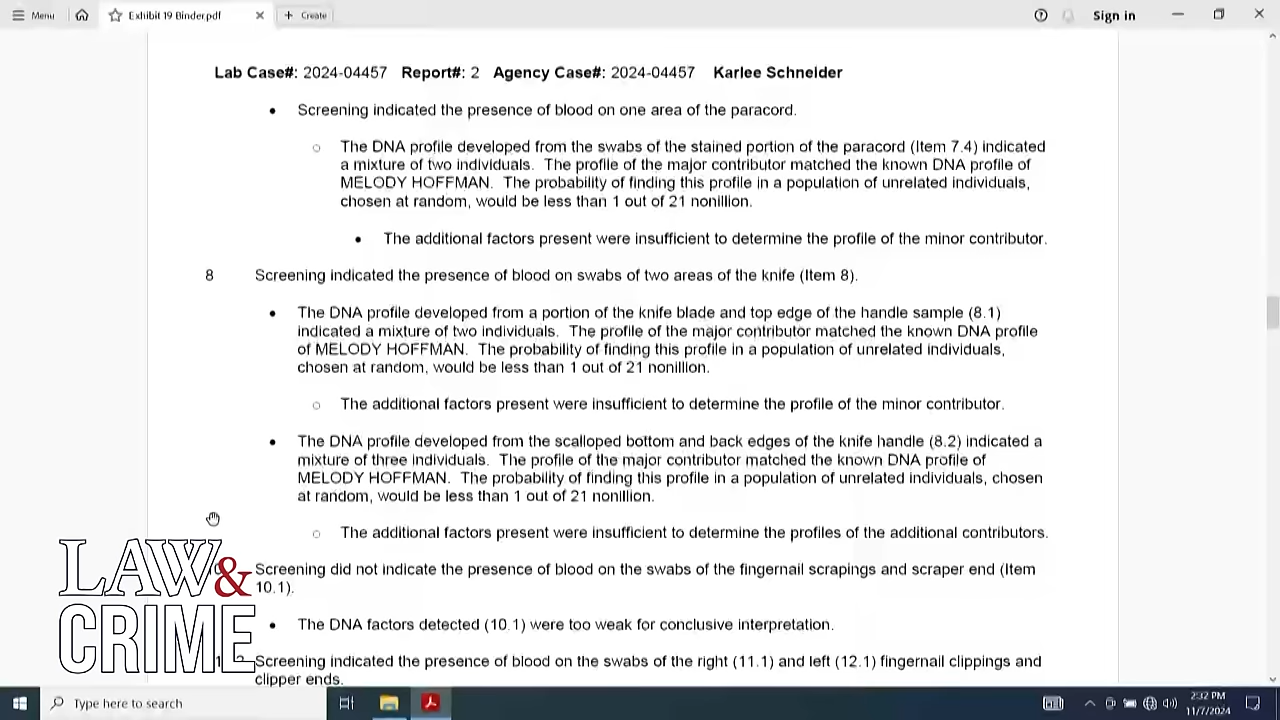 Menu
Exhibit 19 Binder.pdf
Create
Sign in
Lab Case#: 2024-04457 Report#: 2 Agency Case#: 2024-04457 Karlee Schneider
• Screening indicated the presence of blood on one area of the paracord.
○ The DNA profile developed from the swabs of the stained portion of the paracord (Item 7.4) indicated
a mixture of two individuals. The profile of the major contributor matched the known DNA profile of
MELODY HOFFMAN. The probability of finding this profile in a population of unrelated individuals,
chosen at random, would be less than 1 out of 21 nonillion.
• The additional factors present were insufficient to determine the profile of the minor contributor.
8 Screening indicated the presence of blood on swabs of two areas of the knife (Item 8).
• The DNA profile developed from a portion of the knife blade and top edge of the handle sample (8.1)
indicated a mixture of two individuals. The profile of the major contributor matched the known DNA profile
of MELODY HOFFMAN. The probability of finding this profile in a population of unrelated individuals,
chosen at random, would be less than 1 out of 21 nonillion.
○ The additional factors present were insufficient to determine the profile of the minor contributor.
• The DNA profile developed from the scalloped bottom and back edges of the knife handle (8.2) indicated a
mixture of three individuals. The profile of the major contributor matched the known DNA profile of
MELODY HOFFMAN. The probability of finding this profile in a population of unrelated individuals, chosen
at random, would be less than 1 out of 21 nonillion.
○ The additional factors present were insufficient to determine the profiles of the additional contributors.
Screening did not indicate the presence of blood on the swabs of the fingernail scrapings and scraper end (Item
10.1).
• The DNA factors detected (10.1) were too weak for conclusive interpretation.
Screening indicated the presence of blood on the swabs of the right (11.1) and left (12.1) fingernail clippings and
clipper ends.
LAW&
CRIME
Type here to search
2:32 PM
11/7/2024